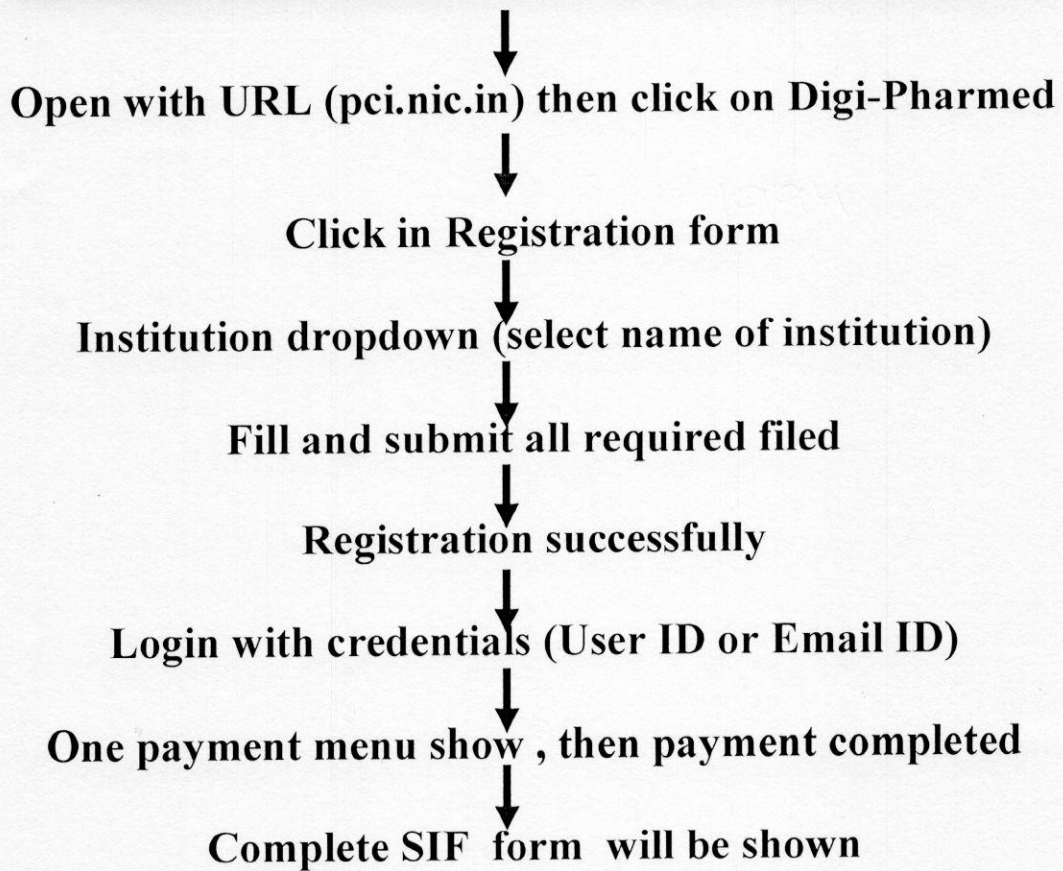 Open with URL (pci.nic.in) then click on Digi-Pharmed
Click in Registration form
Institution dropdown (select name of institution)
Fill and submit all required filed
Registration successfully
Login with credentials (User ID or Email ID)
One payment menu show , then payment completed
Complete SIF form will be shown